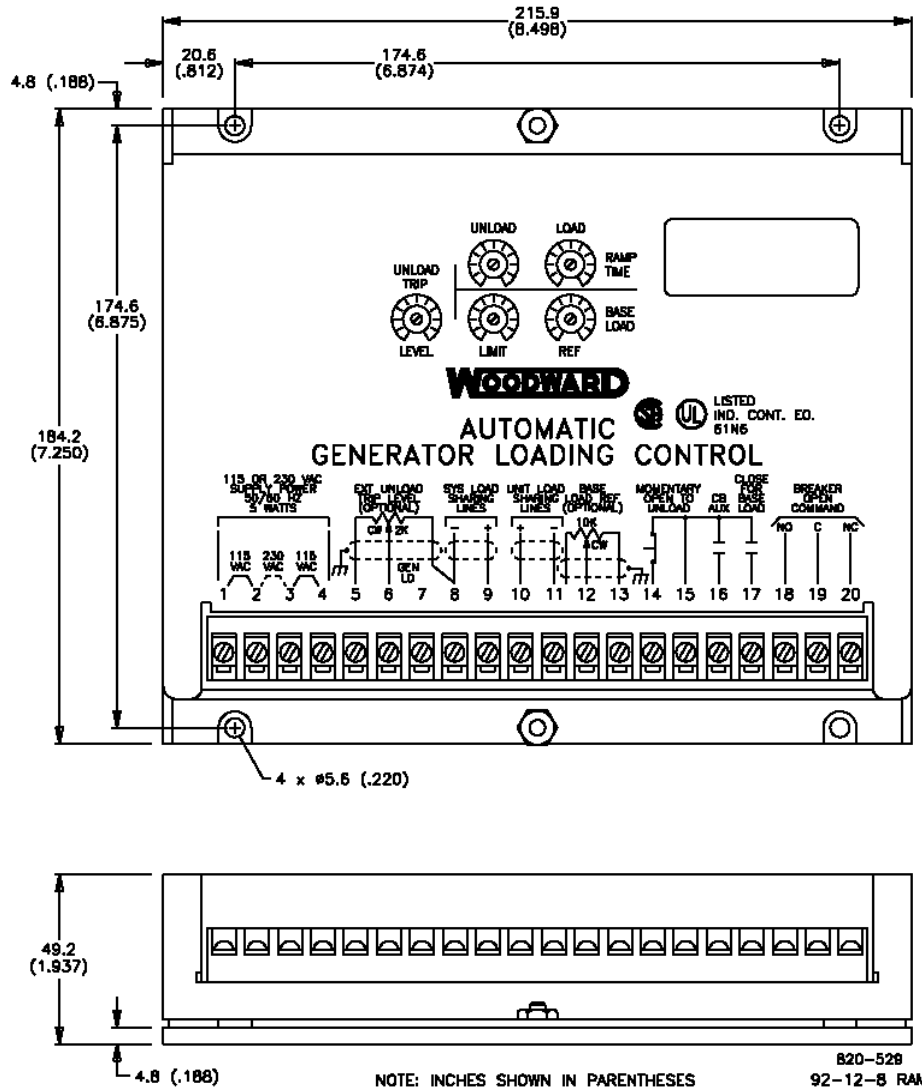 215.9
(8.498)
20.6
(.812)
174.6
(6.874)
4.8 (.188)
174.6
(6.875)
184.2
(7.250)
UNLOAD
LOAD
RAMP
TIME
UNLOAD
TRIP
BASE
LOAD
LEVEL
LIMIT
REF
WOODWARD
LISTED
IND. CONT. EQ.
61N6
UL
AUTOMATIC
GENERATOR LOADING CONTROL
115 OR 230 VAC
SUPPLY POWER
50/60 HZ
5 WATTS
EXT UNLOAD
TRIP LEVEL
(OPTIONAL)
SYS LOAD
SHARING
LINES
UNIT LOAD
SHARING
LINES
BASE
LOAD REF.
(OPTIONAL)
MOMENTARY
OPEN TO
UNLOAD
CB
AUX
CLOSE
FOR
BASE
LOAD
BREAKER
OPEN
COMMAND
115
VAC
230
VAC
115
VAC
CW 2K
GEN
LD
- + - +
10K
CW
NO C NC
1 2 3 4 5 6 7 8 9 10 11 12 13 14 15 16 17 18 19 20
4 x ø5.6 (.220)
49.2
(1.937)
4.8 (.188)
NOTE: INCHES SHOWN IN PARENTHESES
820-529
92-12-8 RAM